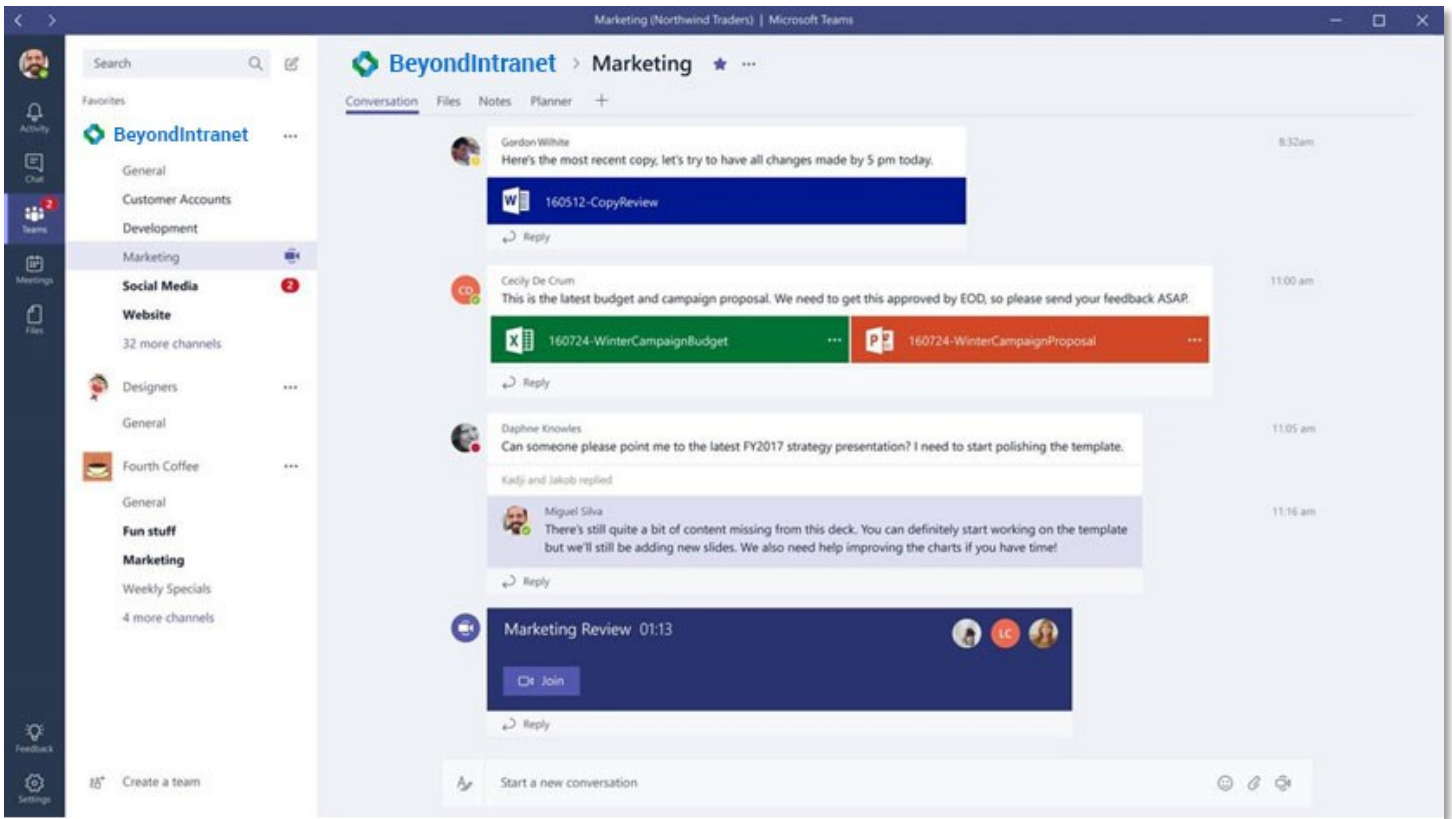 Marketing (Northwind Traders) | Microsoft Teams
Search
Activity
Chat
2
Teams
Meetings
Files
Feedback
Settings
Favorites
BeyondIntranet
General
Customer Accounts
Development
Marketing
Social Media 2
Website
32 more channels
Designers
General
Fourth Coffee
General
Fun stuff
Marketing
Weekly Specials
4 more channels
Create a team
BeyondIntranet > Marketing
Conversation Files Notes Planner
Gordon Wilhite 8:32am
Here's the most recent copy, let's try to have all changes made by 5 pm today.
160512-CopyReview
Reply
CD
Cecily De Crum 11:00 am
This is the latest budget and campaign proposal. We need to get this approved by EOD, so please send your feedback ASAP.
160724-WinterCampaignBudget 160724-WinterCampaignProposal
Reply
Daphne Knowles 11:05 am
Can someone please point me to the latest FY2017 strategy presentation? I need to start polishing the template.
Kadji and Jakob replied
Miguel Silva 11:16 am
There's still quite a bit of content missing from this deck. You can definitely start working on the template
but we'll still be adding new slides. We also need help improving the charts if you have time!
Reply
Marketing Review 01:13
LC
Join
Reply
Start a new conversation